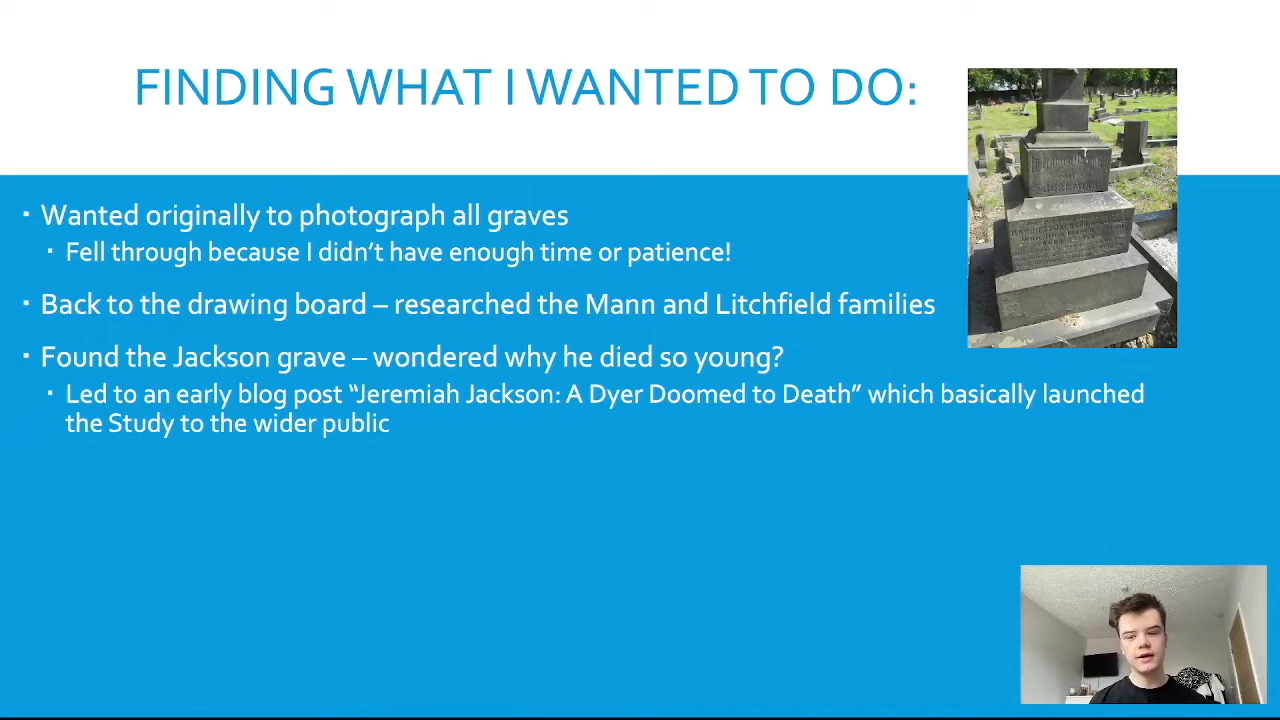 FINDING WHAT I WANTED TO DO:
Wanted originally to photograph all graves
Fell through because I didn't have enough time or patience!
Back to the drawing board – researched the Mann and Litchfield families
Found the Jackson grave – wondered why he died so young?
Led to an early blog post “Jeremiah Jackson: A Dyer Doomed to Death” which basically launched
the Study to the wider public